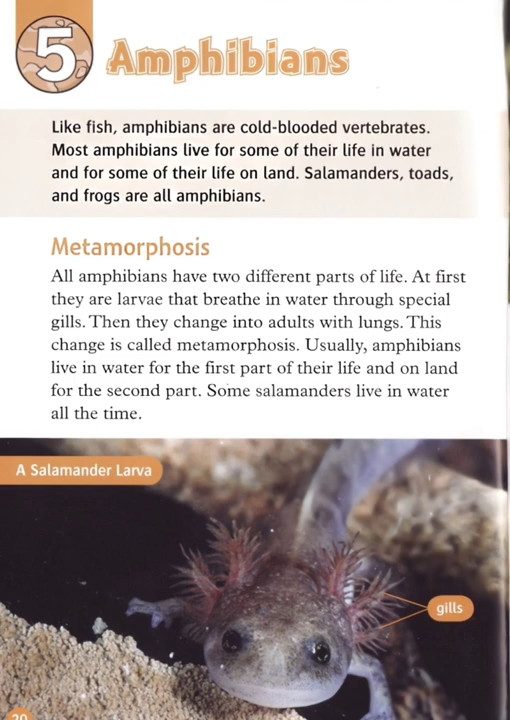 5 Amphibians
Like fish, amphibians are cold-blooded vertebrates.
Most amphibians live for some of their life in water
and for some of their life on land. Salamanders, toads,
and frogs are all amphibians.
Metamorphosis
All amphibians have two different parts of life. At first
they are larvae that breathe in water through special
gills. Then they change into adults with lungs. This
change is called metamorphosis. Usually, amphibians
live in water for the first part of their life and on land
for the second part. Some salamanders live in water
all the time.
A Salamander Larva
gills
20